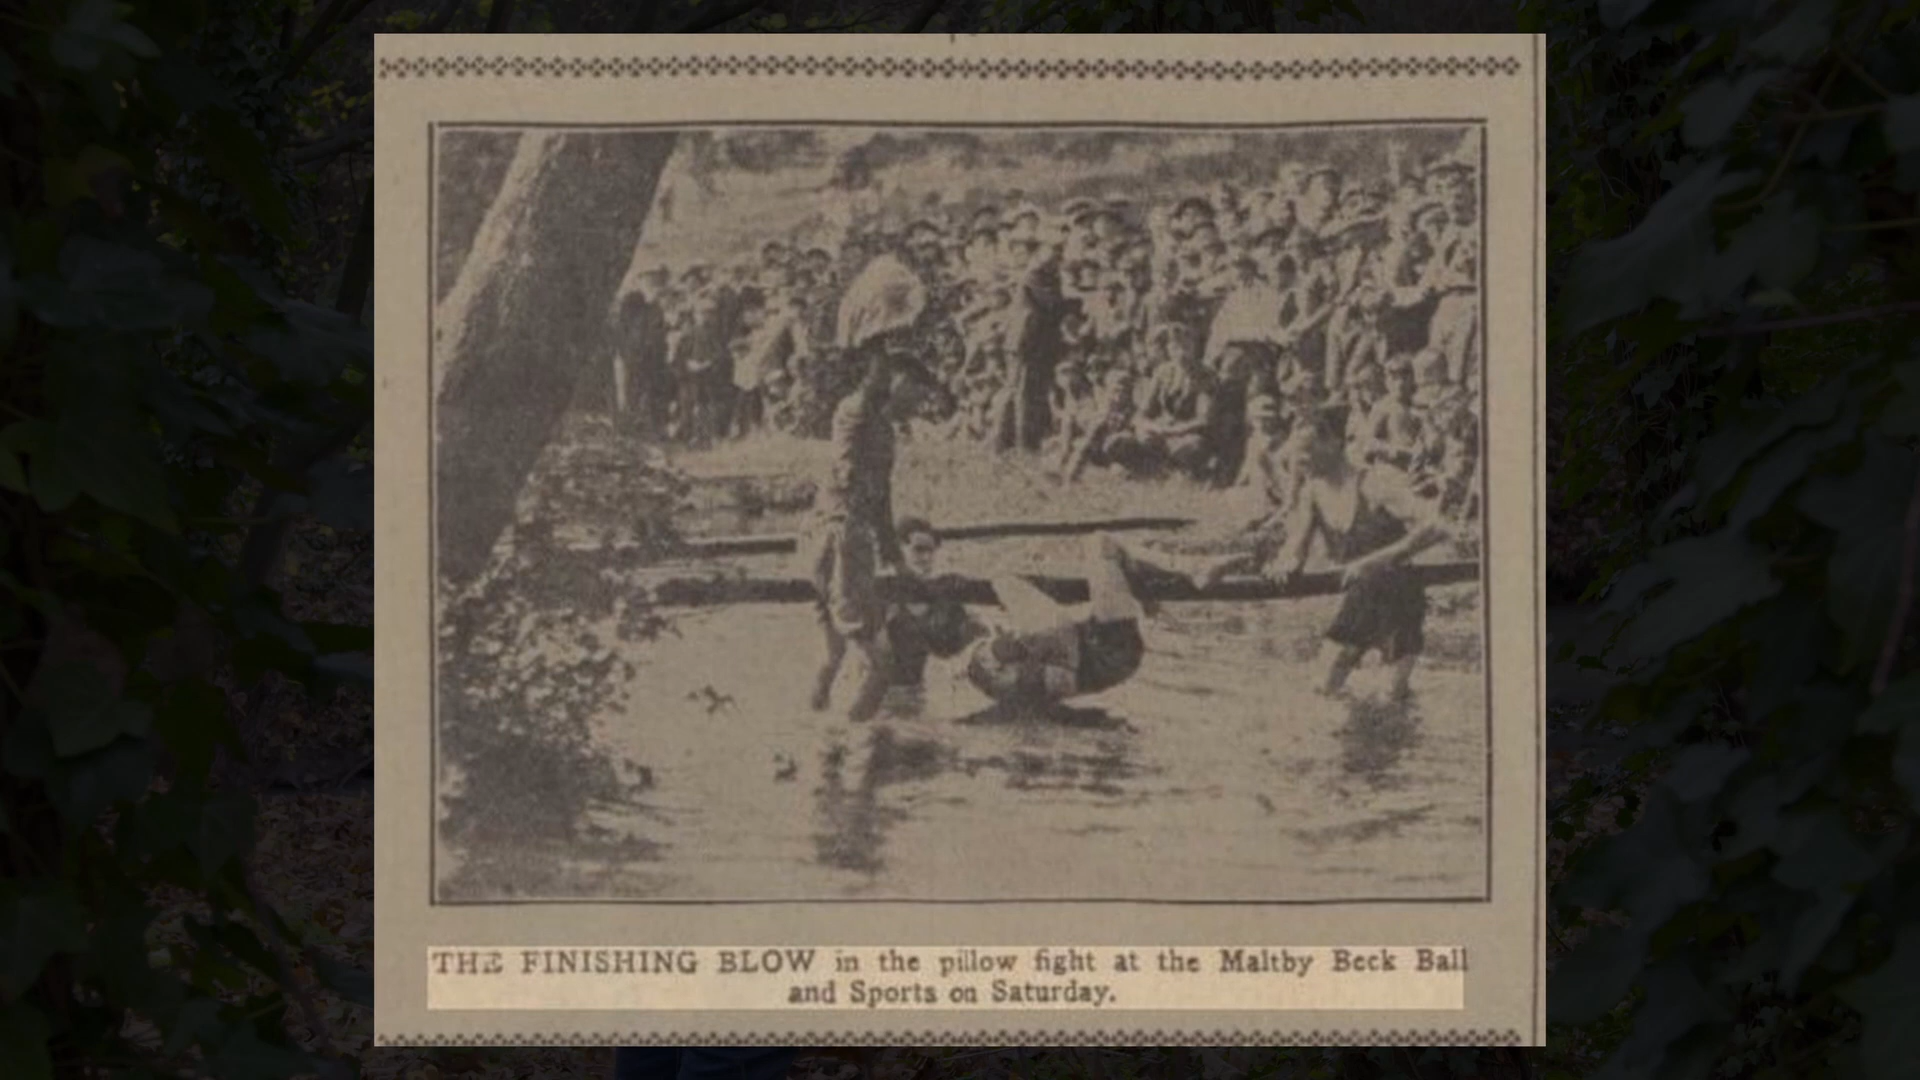 THE FINISHING BLOW in the pillow fight at the Maltby Beck Ball
and Sports on Saturday.